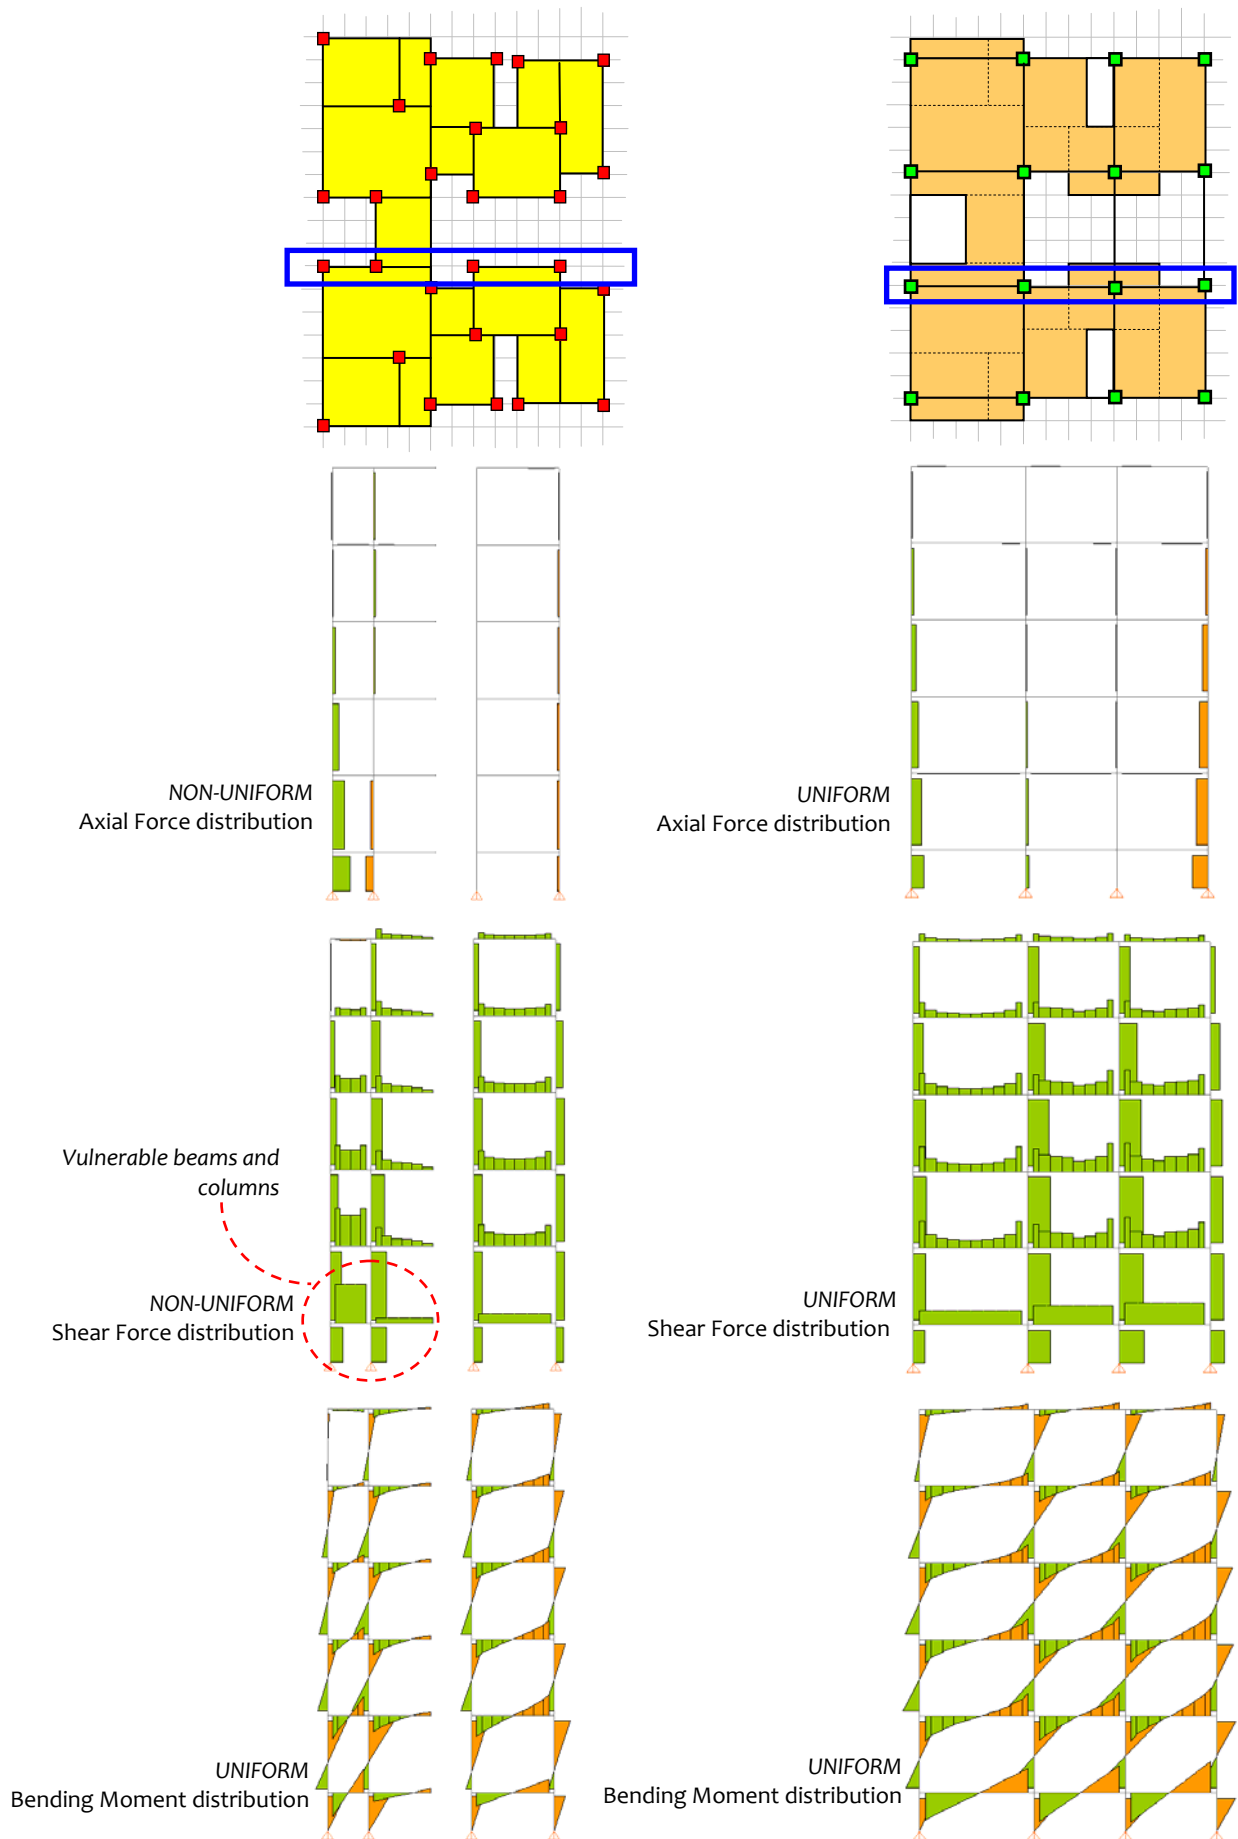 NON-UNIFORM
Axial Force distribution
UNIFORM
Axial Force distribution
Vulnerable beams and
columns
NON-UNIFORM
Shear Force distribution
UNIFORM
Shear Force distribution
UNIFORM
Bending Moment distribution
UNIFORM
Bending Moment distribution